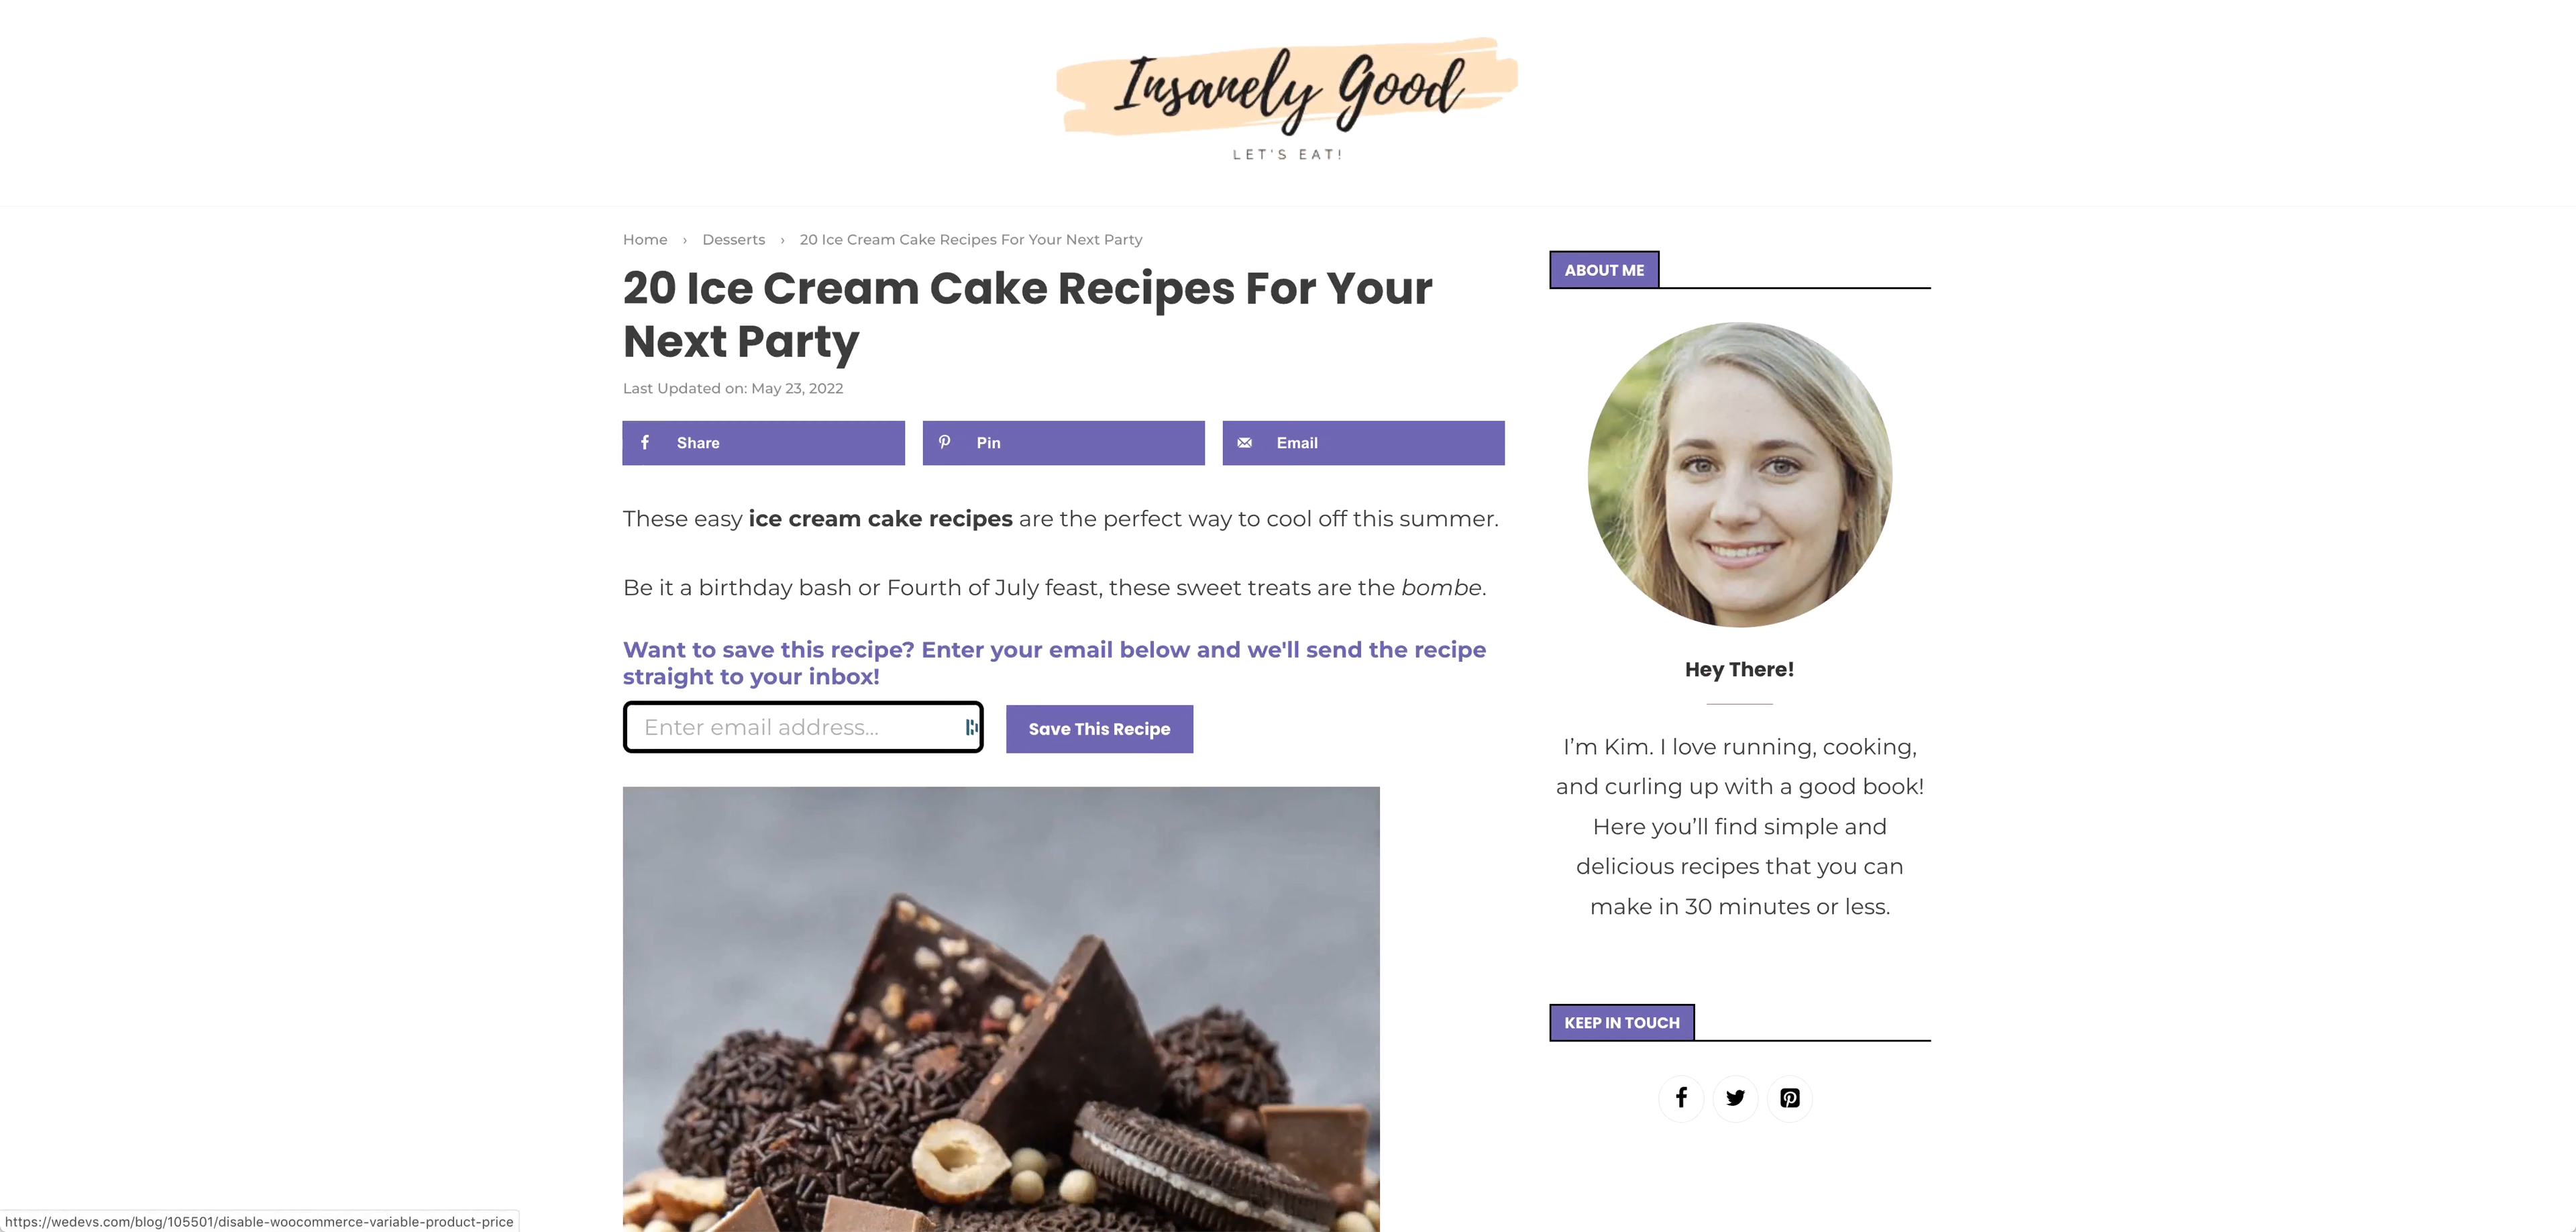 Insanely Good
LET'S EAT!
Home › Desserts › 20 Ice Cream Cake Recipes For Your Next Party
20 Ice Cream Cake Recipes For Your
Next Party
Last Updated on: May 23, 2022
Share
Pin
Email
These easy ice cream cake recipes are the perfect way to cool off this summer.
Be it a birthday bash or Fourth of July feast, these sweet treats are the bombe.
Want to save this recipe? Enter your email below and we'll send the recipe
straight to your inbox!
Enter email address...
Save This Recipe
ABOUT ME
Hey There!
I’m Kim. I love running, cooking,
and curling up with a good book!
Here you’ll find simple and
delicious recipes that you can
make in 30 minutes or less.
KEEP IN TOUCH
https://wedevs.com/blog/105501/disable-woocommerce-variable-product-price